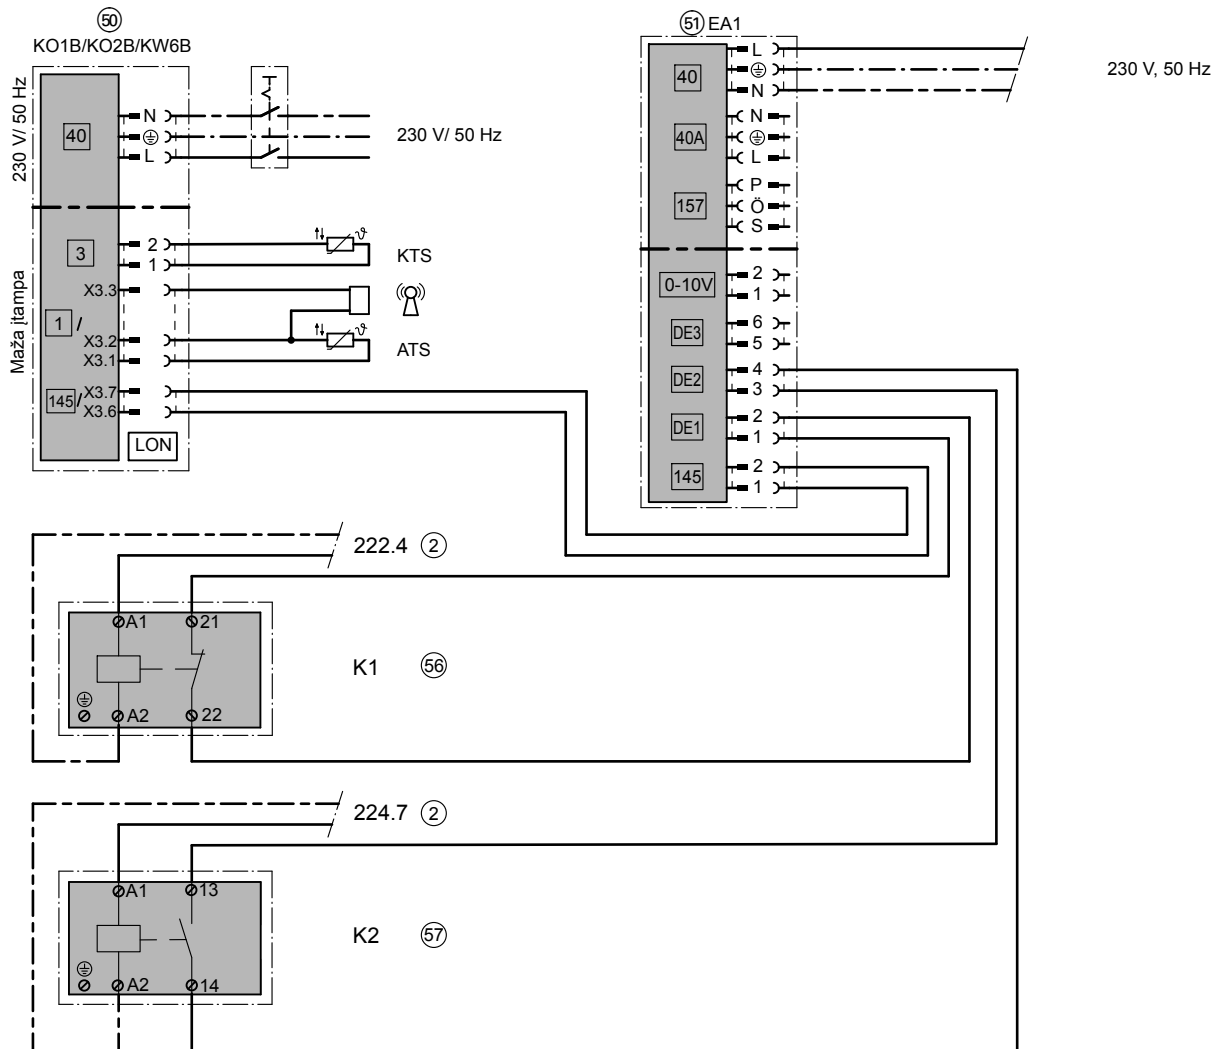 50
KO1B/KO2B/KW6B
230 V/ 50 Hz
Maža įtampa
40
N
L
230 V/ 50 Hz
3
2
1
KTS
ϑ
X3.3
1 /
X3.2
X3.1
ATS
ϑ
145 /
X3.7
X3.6
LON
51 EA1
40
L
N
230 V, 50 Hz
40A
N
L
157
P
Ö
S
0-10V
2
1
DE3
6
5
DE2
4
3
DE1
2
1
145
2
1
222.4 2
A1
21
K1 56
A2
22
224.7 2
A1
13
K2 57
A2
14